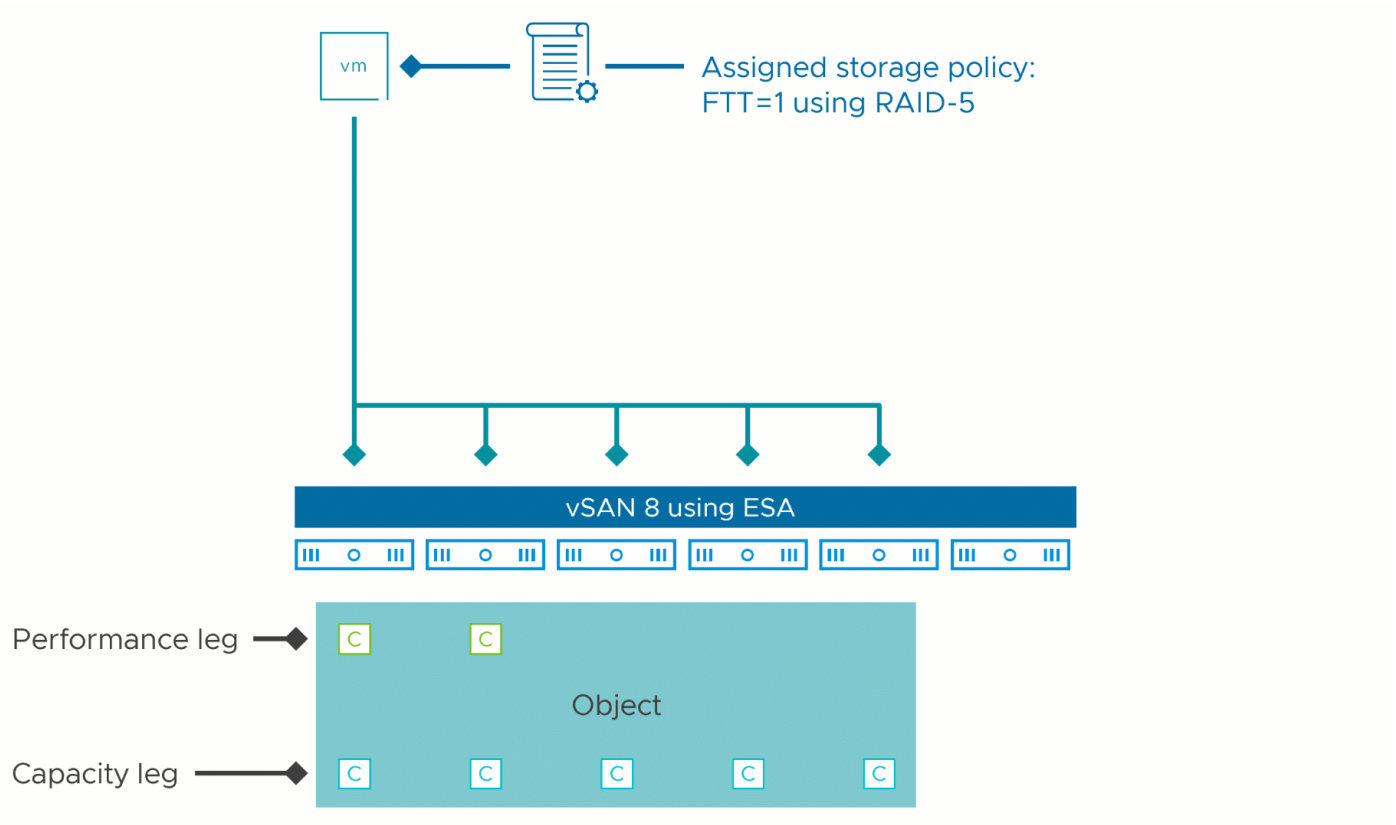 vm
Assigned storage policy:
FTT=1 using RAID-5
vSAN 8 using ESA
Performance leg
C C
Object
Capacity leg
C C C C C